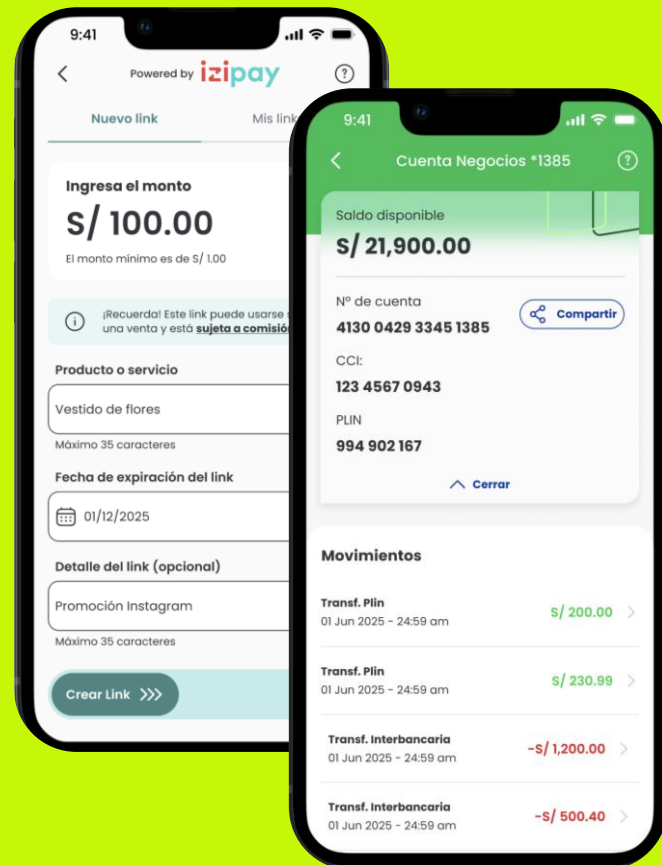 9:41
Powered by izipay
?
Nuevo link
Mis link
Ingresa el monto
S/ 100.00
El monto mínimo es de S/ 1.00
i
¡Recuerda! Este link puede usarse
una venta y está sujeta a comisión
Producto o servicio
Vestido de flores
Máximo 35 caracteres
Fecha de expiración del link
01/12/2025
Detalle del link (opcional)
Promoción Instagram
Máximo 35 caracteres
Crear Link >>>
9:41
Cuenta Negocios *1385
?
Saldo disponible
S/ 21,900.00
Nº de cuenta
4130 0429 3345 1385
Compartir
CCI:
123 4567 0943
PLIN
994 902 167
Cerrar
Movimientos
Transf. Plin
01 Jun 2025 - 24:59 am
S/ 200.00
Transf. Plin
01 Jun 2025 - 24:59 am
S/ 230.99
Transf. Interbancaria
01 Jun 2025 - 24:59 am
-S/ 1,200.00
Transf. Interbancaria
01 Jun 2025 - 24:59 am
-S/ 500.40